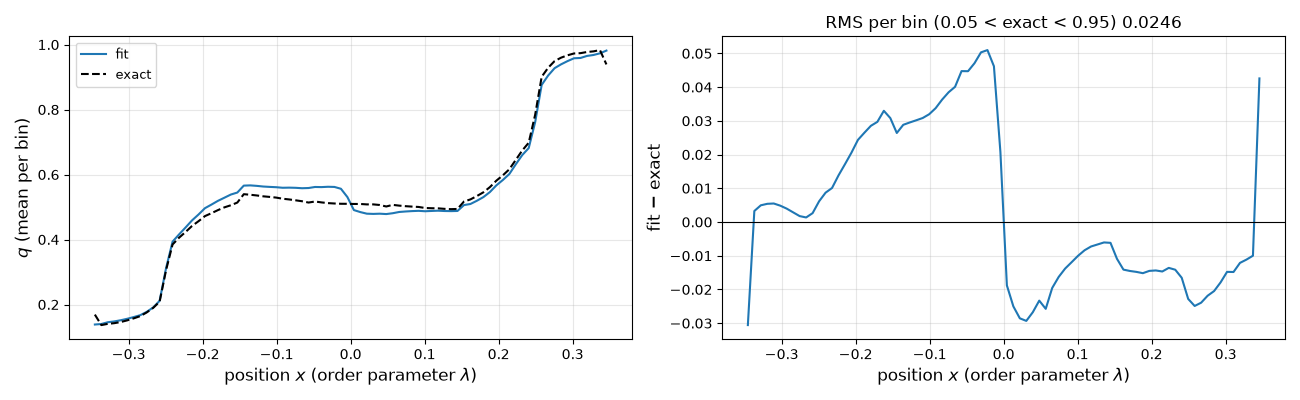 fit
exact
1.0
0.8
0.6
0.4
0.2
q (mean per bin)
−0.3 −0.2 −0.1 0.0 0.1 0.2 0.3
position x (order parameter λ)
RMS per bin (0.05 < exact < 0.95) 0.0246
0.05
0.04
0.03
0.02
0.01
0.00
−0.01
−0.02
−0.03
fit − exact
−0.3 −0.2 −0.1 0.0 0.1 0.2 0.3
position x (order parameter λ)